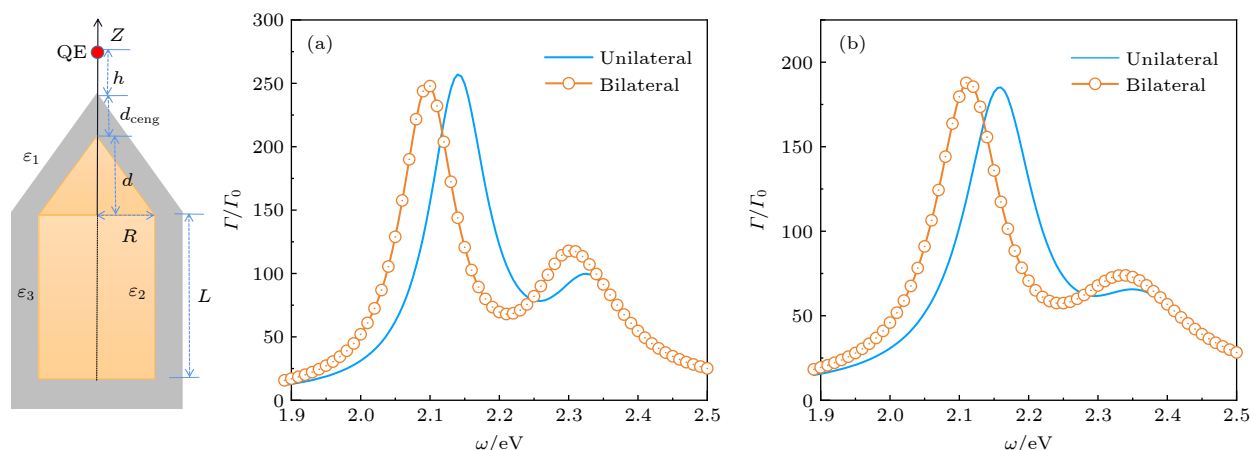 Z
QE
h
d_ceng
ε₁
d
R
ε₃
ε₂
L
(a)
Unilateral
Bilateral
Γ/Γ₀
300
250
200
150
100
50
0
1.9 2.0 2.1 2.2 2.3 2.4 2.5
ω/eV
(b)
Unilateral
Bilateral
Γ/Γ₀
200
150
100
50
0
1.9 2.0 2.1 2.2 2.3 2.4 2.5
ω/eV